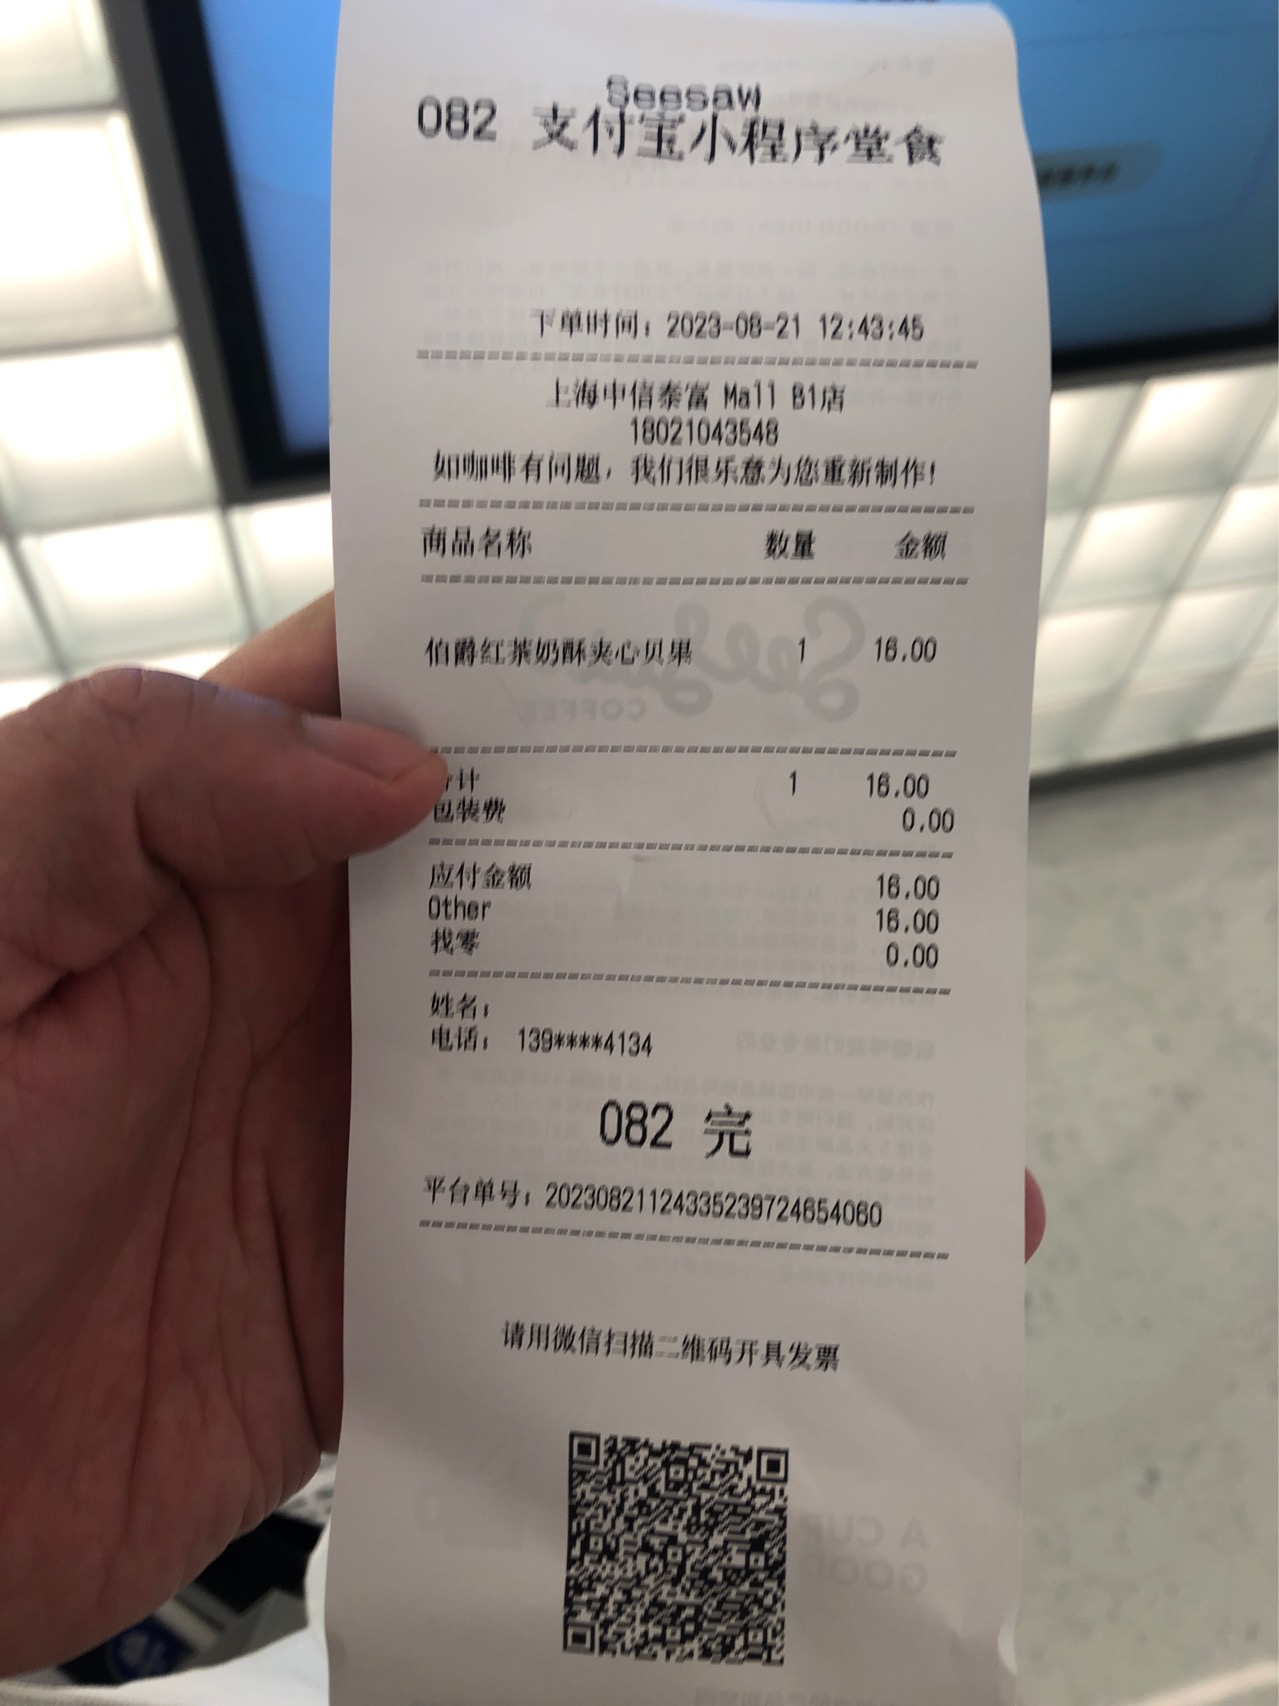 Seesaw
082 支付宝小程序堂食
下单时间：2023-08-21 12:43:45
上海中信泰富 Mall B1店
18021043548
如咖啡有问题，我们很乐意为您重新制作！
商品名称 数量 金额
伯爵红茶奶酥夹心贝果 1 16.00
合计 1 16.00
包装费 0.00
应付金额 16.00
Other 16.00
找零 0.00
姓名：
电话： 139****4134
082 完
平台单号：20230821124335239724654060
请用微信扫描二维码开具发票